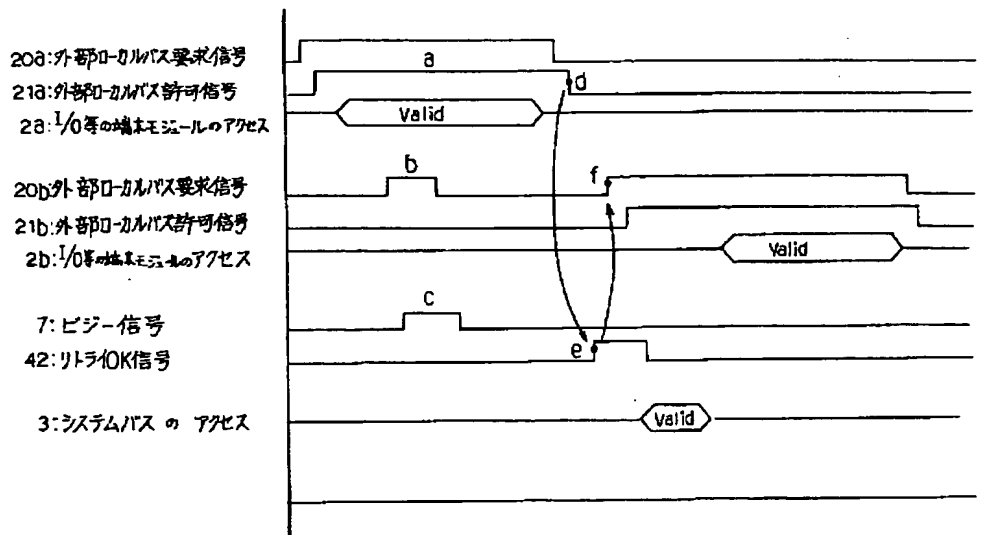 20a:外部ローカルバス要求信号
a
21a:外部ローカルバス許可信号
d
2a:I/O等の端末モジュールのアクセス
Valid
b
20b:外部ローカルバス要求信号
f
21b:外部ローカルバス許可信号
2b:I/O等の端末モジュールのアクセス
Valid
c
7:ビジー信号
e
42:リトライOK信号
3:システムバスのアクセス
Valid